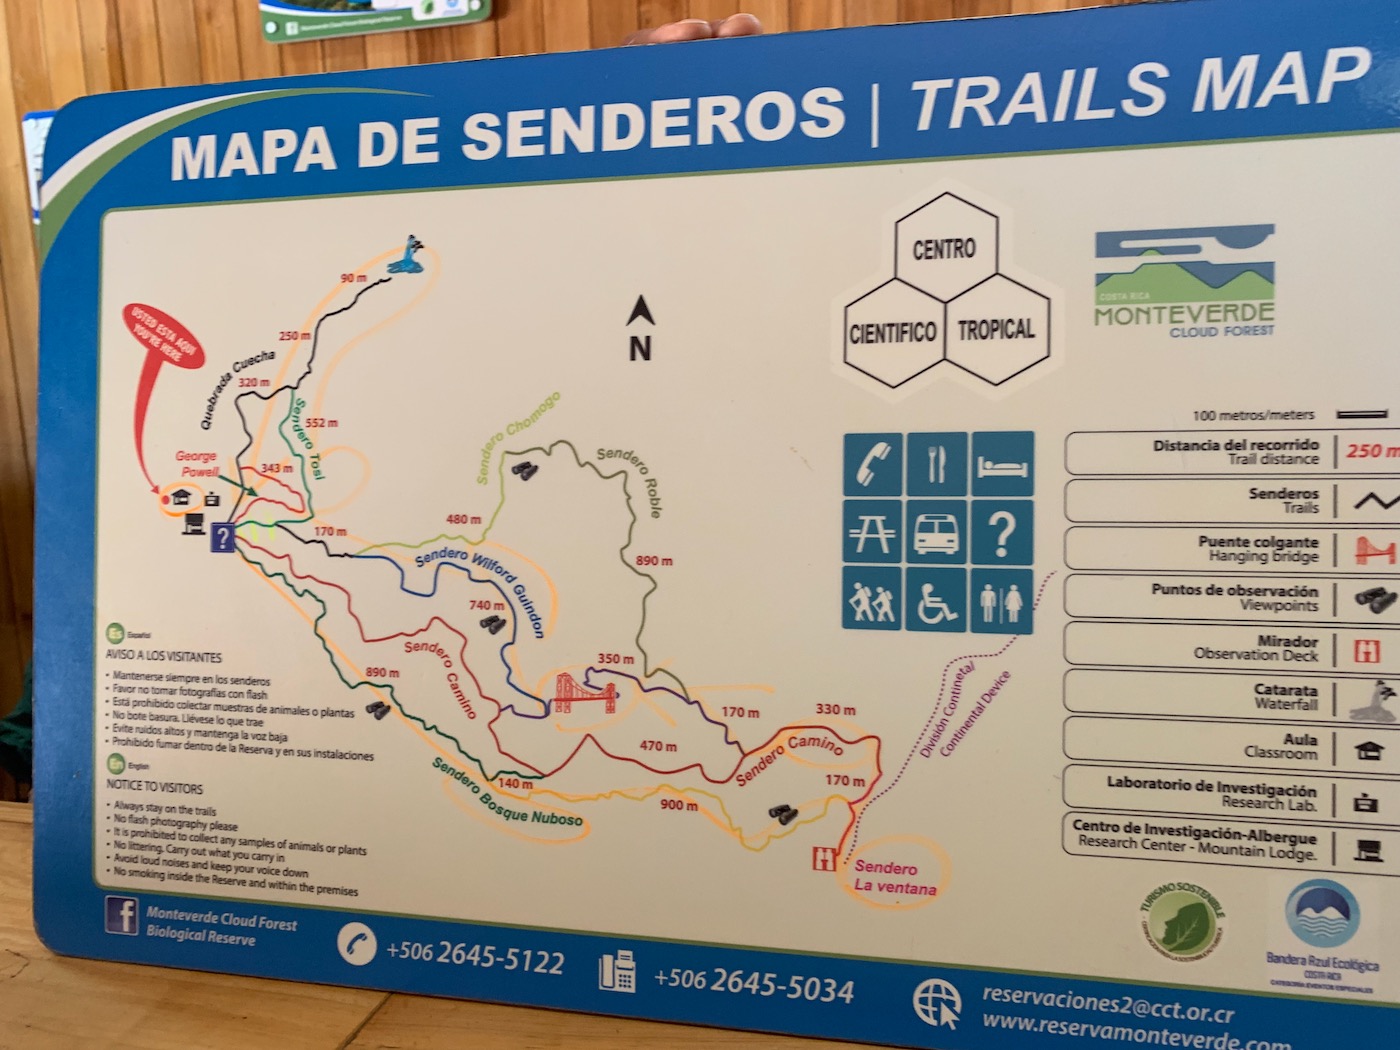 Monteverde Cloud Forest Biological Reserve
MAPA DE SENDEROS | TRAILS MAP
USTED ESTA AQUI
YOU'RE HERE
90 m
250 m
Quebrada Cuecha
320 m
Sendero Tosi
552 m
George
Powell
343 m
?
170 m
N
Sendero Chomogo
480 m
Sendero Roble
890 m
Sendero Wilford Guindon
740 m
Sendero Camino
890 m
350 m
170 m
330 m
470 m
Sendero Camino
170 m
140 m
900 m
Sendero Bosque Nuboso
Sendero
La ventana
División Continetal
Continental Device
CENTRO
CIENTIFICO
TROPICAL
COSTA RICA
MONTEVERDE
CLOUD FOREST
?
100 metros/meters
Distancia del recorrido
Trail distance
250 m
Senderos
Trails
Puente colgante
Hanging bridge
Puntos de observación
Viewpoints
Mirador
Observation Deck
Catarata
Waterfall
Aula
Classroom
Laboratorio de Investigación
Research Lab.
Centro de Investigación-Albergue
Research Center - Mountain Lodge.
Es Español
AVISO A LOS VISITANTES
• Mantenerse siempre en los senderos
• Favor no tomar fotografías con flash
• Está prohibido colectar muestras de animales o plantas
• No bote basura. Llévese lo que trae
• Evite ruidos altos y mantenga la voz baja
• Prohibido fumar dentro de la Reserva y en sus instalaciones
En English
NOTICE TO VISITORS
• Always stay on the trails
• No flash photography please
• It is prohibited to collect any samples of animals or plants
• No littering. Carry out what you carry in
• Avoid loud noises and keep your voice down
• No smoking inside the Reserve and within the premises
TURISMO SOSTENIBLE
Bandera Azul Ecológica
COSTA RICA
CATEGORÍA EVENTOS ESPECIALES
f
Monteverde Cloud Forest
Biological Reserve
+506 2645-5122
+506 2645-5034
reservaciones2@cct.or.cr
www.reservamonteverde.com